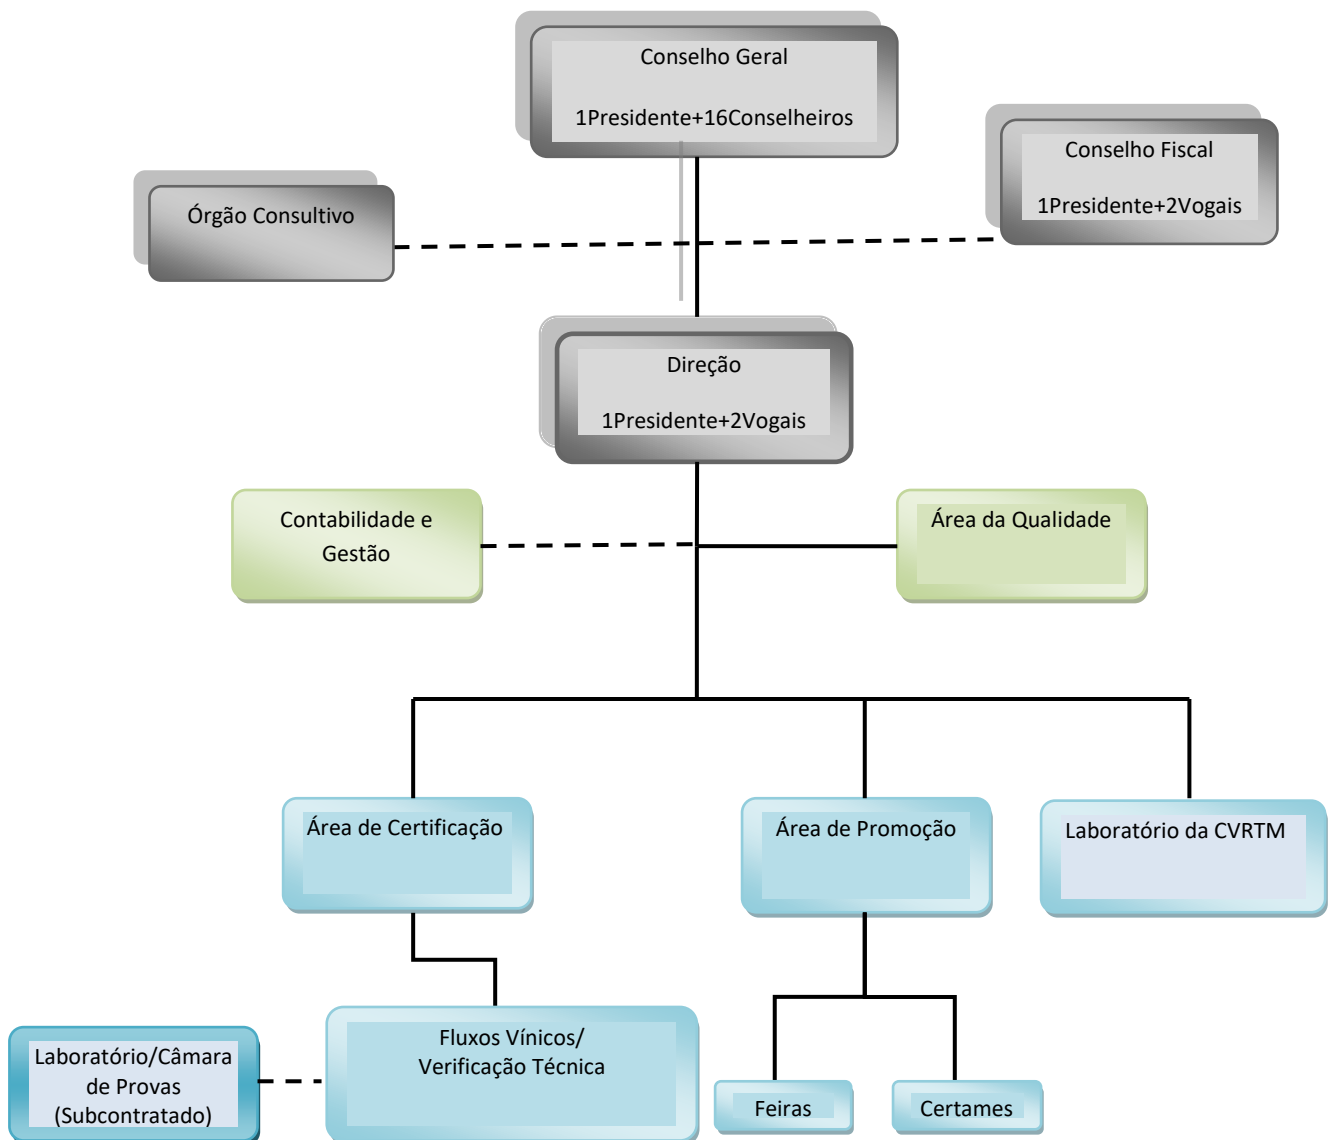 Conselho Geral
1Presidente+16Conselheiros
Conselho Fiscal
1Presidente+2Vogais
Órgão Consultivo
Direção
1Presidente+2Vogais
Contabilidade e
Gestão
Área da Qualidade
Área de Certificação
Área de Promoção
Laboratório da CVRTM
Fluxos Vínicos/
Verificação Técnica
Laboratório/Câmara
de Provas
(Subcontratado)
Feiras
Certames